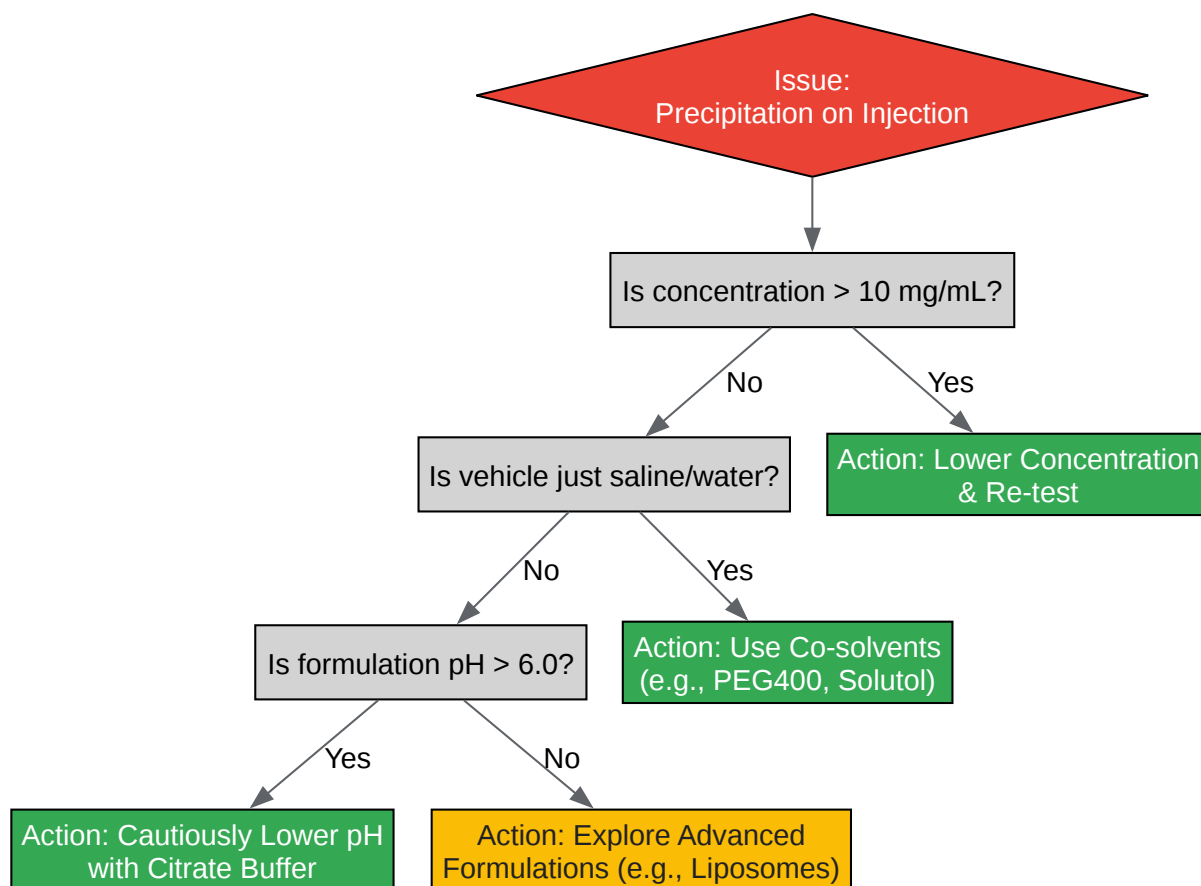 Issue:
Precipitation on Injection
Is concentration > 10 mg/mL?
No
Yes
Is vehicle just saline/water?
Action: Lower Concentration
& Re-test
No
Yes
Is formulation pH > 6.0?
Action: Use Co-solvents
(e.g., PEG400, Solutol)
Yes
No
Action: Cautiously Lower pH
with Citrate Buffer
Action: Explore Advanced
Formulations (e.g., Liposomes)